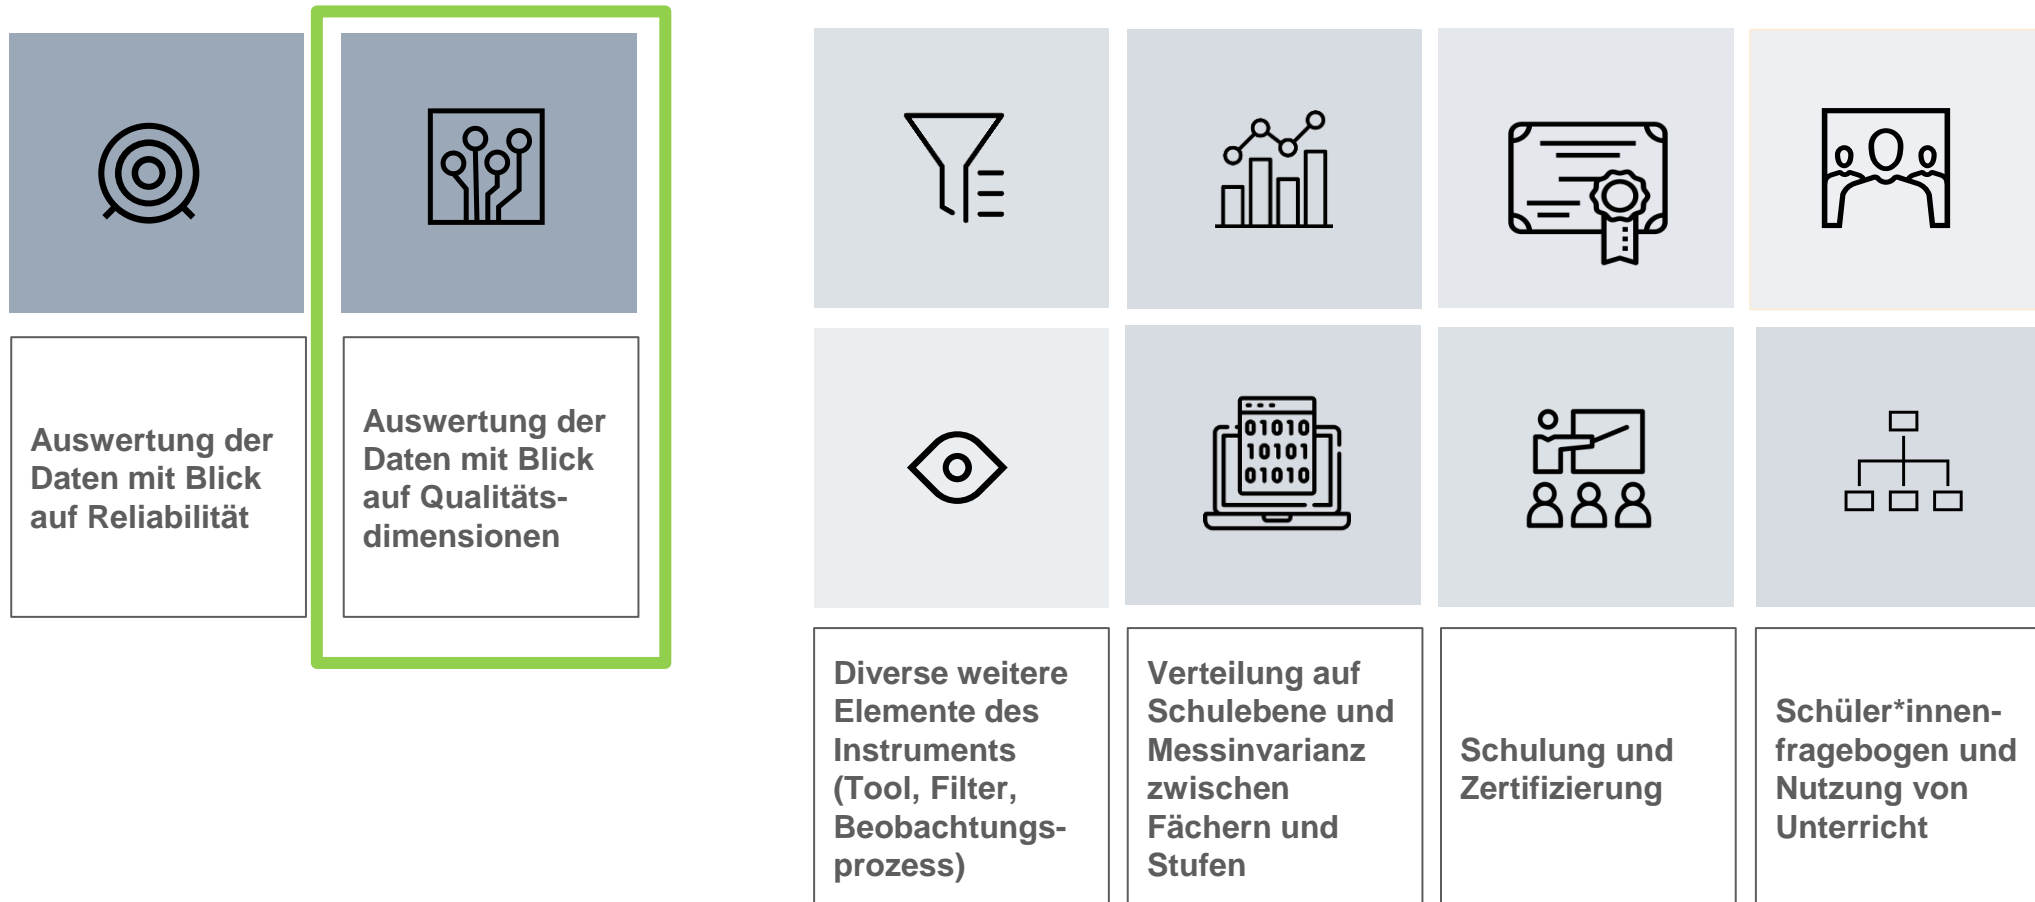 Auswertung der
Daten mit Blick
auf Reliabilität
Auswertung der
Daten mit Blick
auf Qualitäts-
dimensionen
01010
10101
01010
Diverse weitere
Elemente des
Instruments
(Tool, Filter,
Beobachtungs-
prozess)
Verteilung auf
Schulebene und
Messinvarianz
zwischen
Fächern und
Stufen
Schulung und
Zertifizierung
Schüler*innen-
fragebogen und
Nutzung von
Unterricht